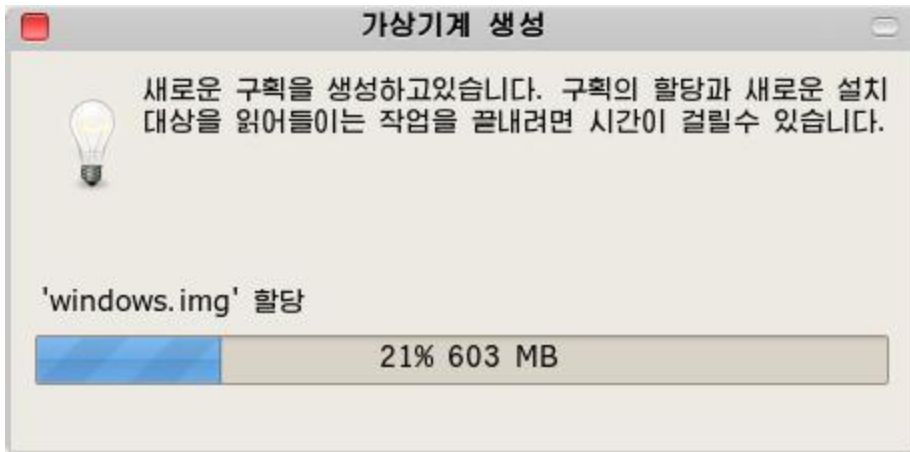 가상기계 생성
새로운 구획을 생성하고있습니다. 구획의 할당과 새로운 설치
대상을 읽어들이는 작업을 끝내려면 시간이 걸릴수 있습니다.
'windows.img' 할당
21% 603 MB